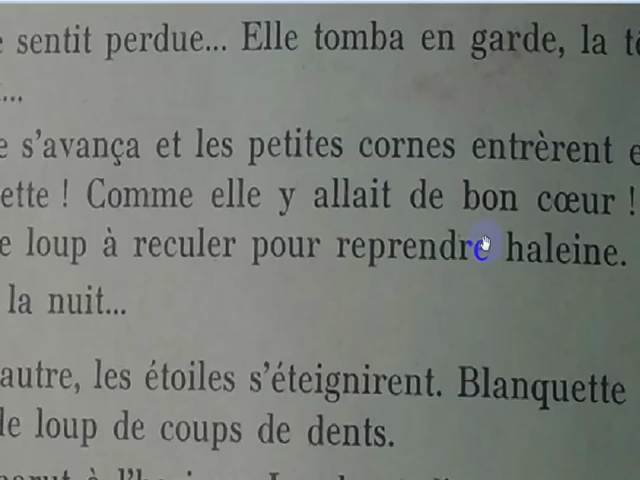 sentit perdue... Elle tomba en garde, la
...
s'avança et les petites cornes entrèrent
ette ! Comme elle y allait de bon cœur !
e loup à reculer pour reprendre haleine.
la nuit...
autre, les étoiles s'éteignirent. Blanquette
le loup de coups de dents.